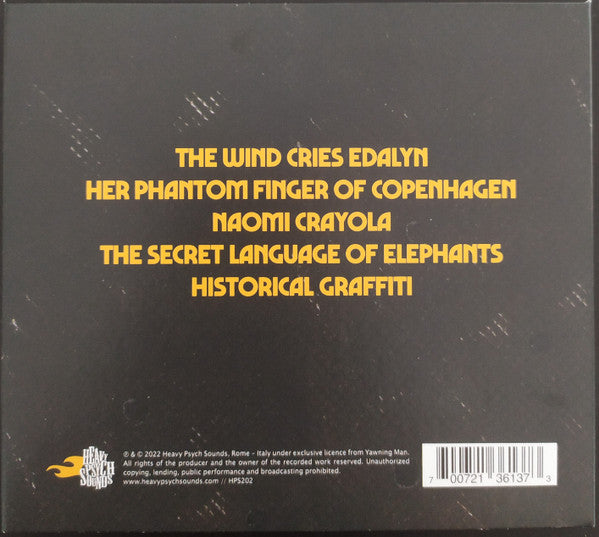 THE WIND CRIES EDALYN
HER PHANTOM FINGER OF COPENHAGEN
NAOMI CRAYOLA
THE SECRET LANGUAGE OF ELEPHANTS
HISTORICAL GRAFFITI
HEAVY
PSYCH
SOUNDS
℗ & © 2022 Heavy Psych Sounds, Rome - Italy under exclusive licence from Yawning Man.
All rights of the producer and the owner of the recorded work reserved. Unauthorized
copying, lending, public performance and broadcasting prohibited.
www.heavypsychsounds.com // HPS202
7 00721 36137 3